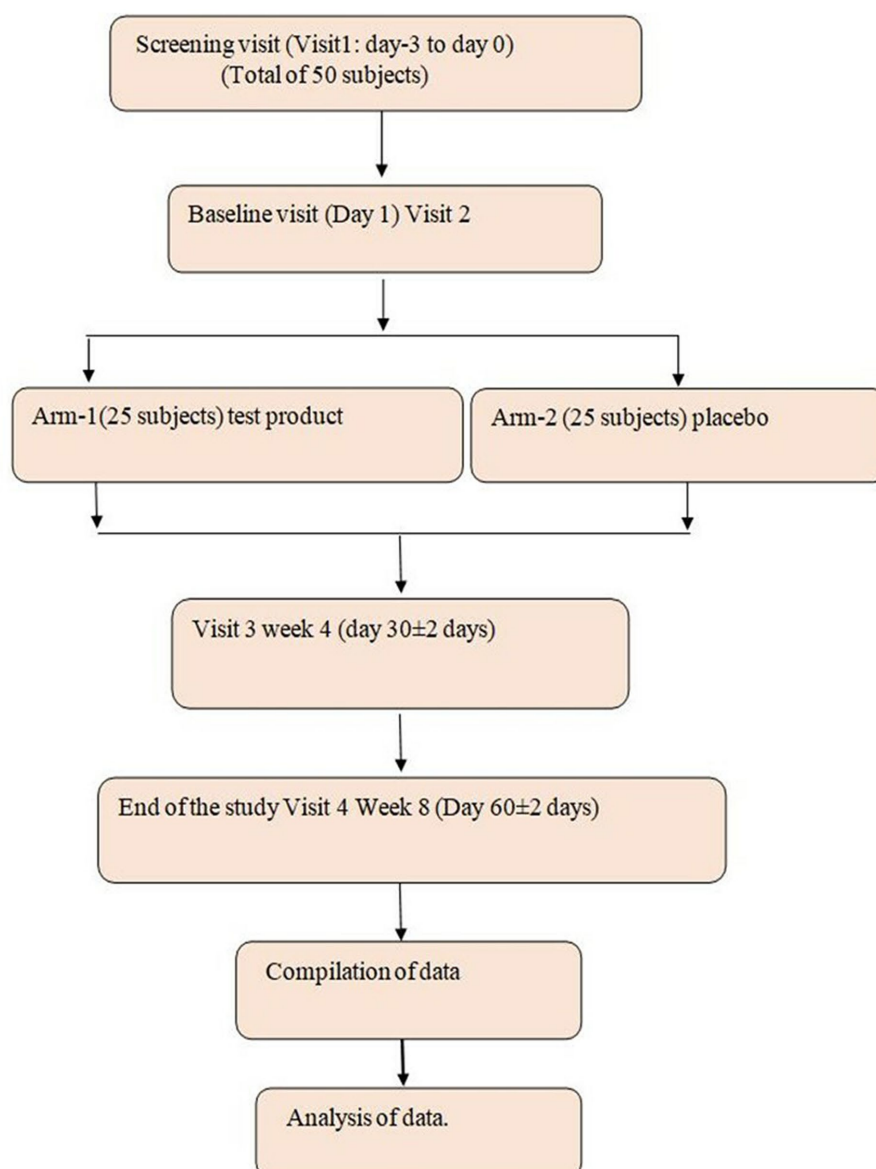 Screening visit (Visit1: day-3 to day 0)
(Total of 50 subjects)
Baseline visit (Day 1) Visit 2
Arm-1(25 subjects) test product
Arm-2 (25 subjects) placebo
Visit 3 week 4 (day 30±2 days)
End of the study Visit 4 Week 8 (Day 60±2 days)
Compilation of data
Analysis of data.